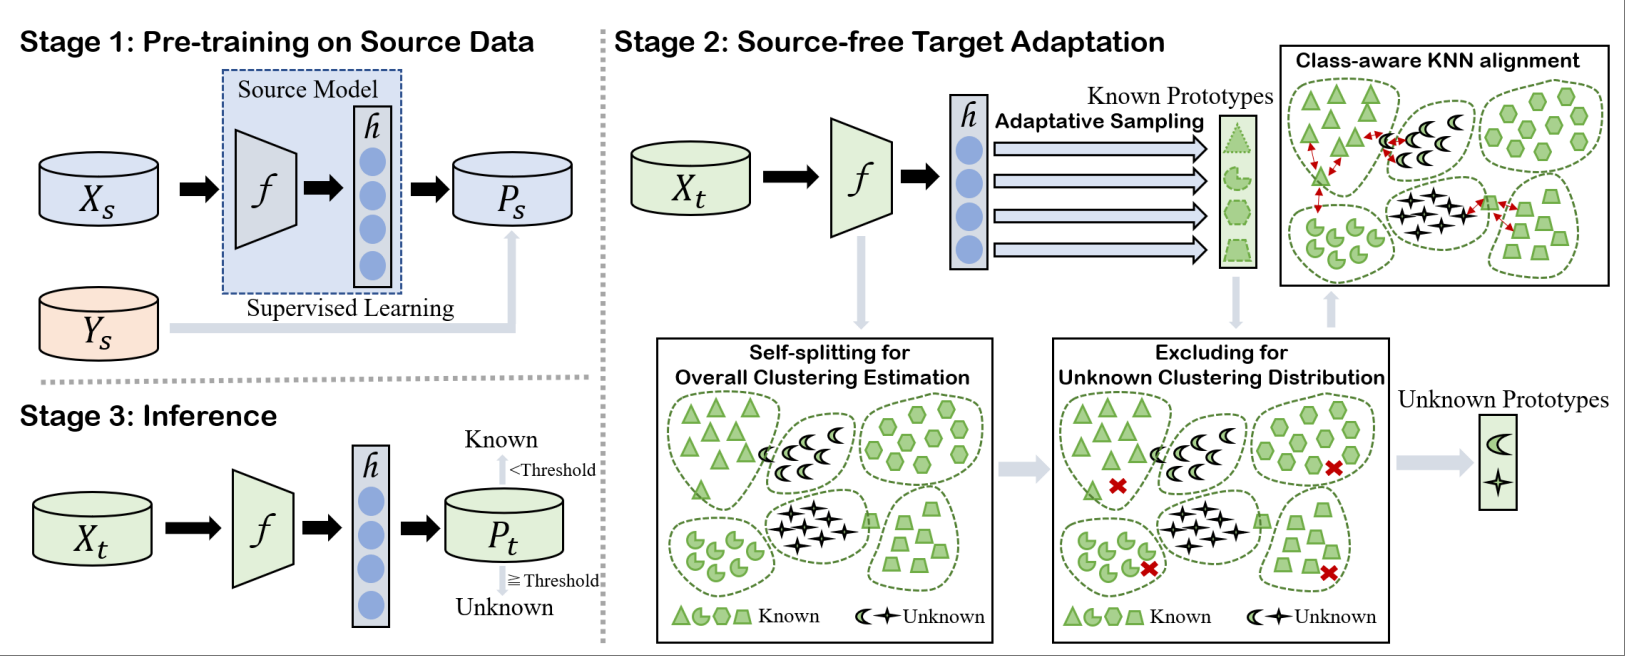 Stage 1: Pre-training on Source Data
Source Model
h
f
X_s
P_s
Supervised Learning
Y_s
Stage 3: Inference
Known
<Threshold
h
f
X_t
P_t
≧Threshold
Unknown
Stage 2: Source-free Target Adaptation
Known Prototypes
h
Adaptative Sampling
X_t
f
Class-aware KNN alignment
Self-splitting for
Overall Clustering Estimation
Known
Unknown
Excluding for
Unknown Clustering Distribution
Known
Unknown
Unknown Prototypes